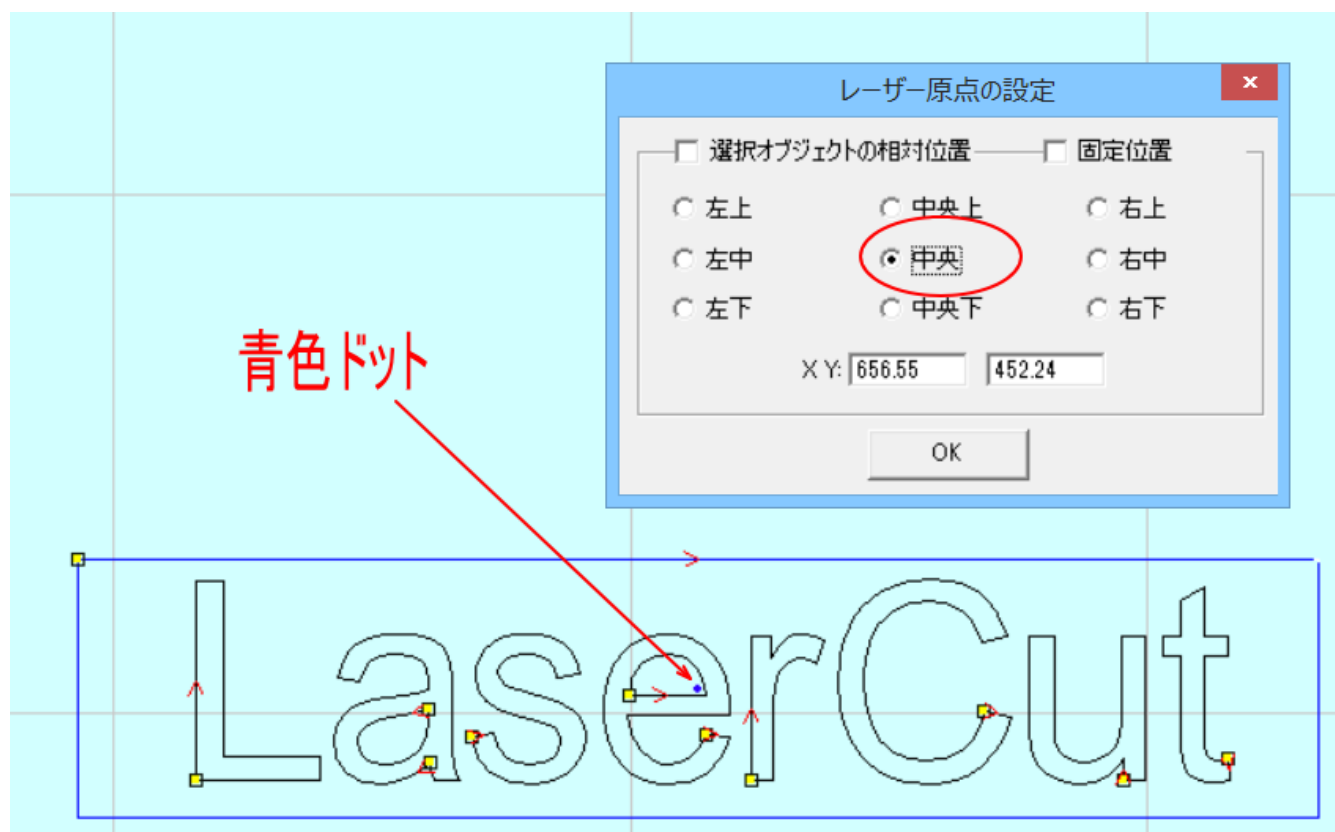 レーザー原点の設定
選択オブジェクトの相対位置 固定位置
左上 中央上 右上
左中 中央 右中
左下 中央下 右下
X Y: 656.55 452.24
OK
青色ドット
LaserCut